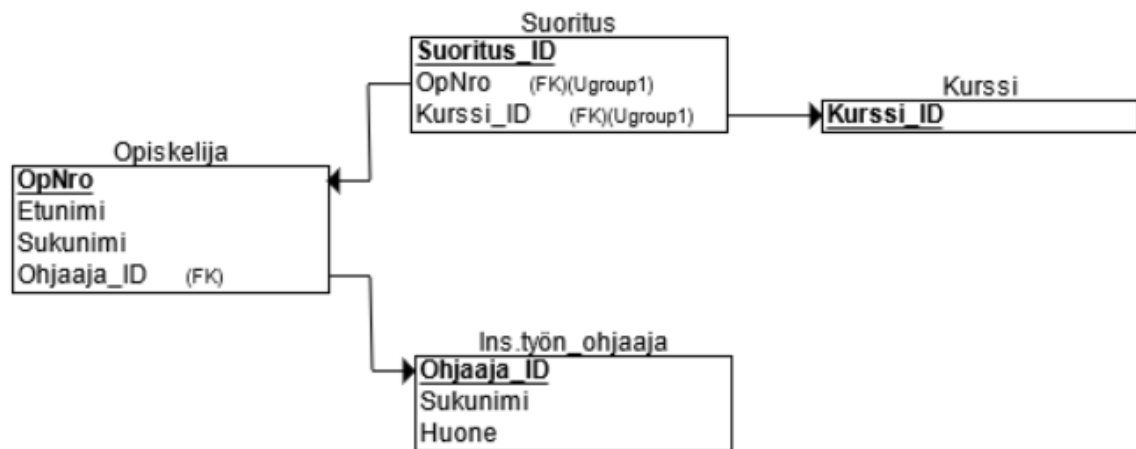 Suoritus
Suoritus_ID
OpNro (FK)(Ugroup1)
Kurssi_ID (FK)(Ugroup1)
Kurssi
Kurssi_ID
Opiskelija
OpNro
Etunimi
Sukunimi
Ohjaaja_ID (FK)
Ins.työn_ohjaaja
Ohjaaja_ID
Sukunimi
Huone